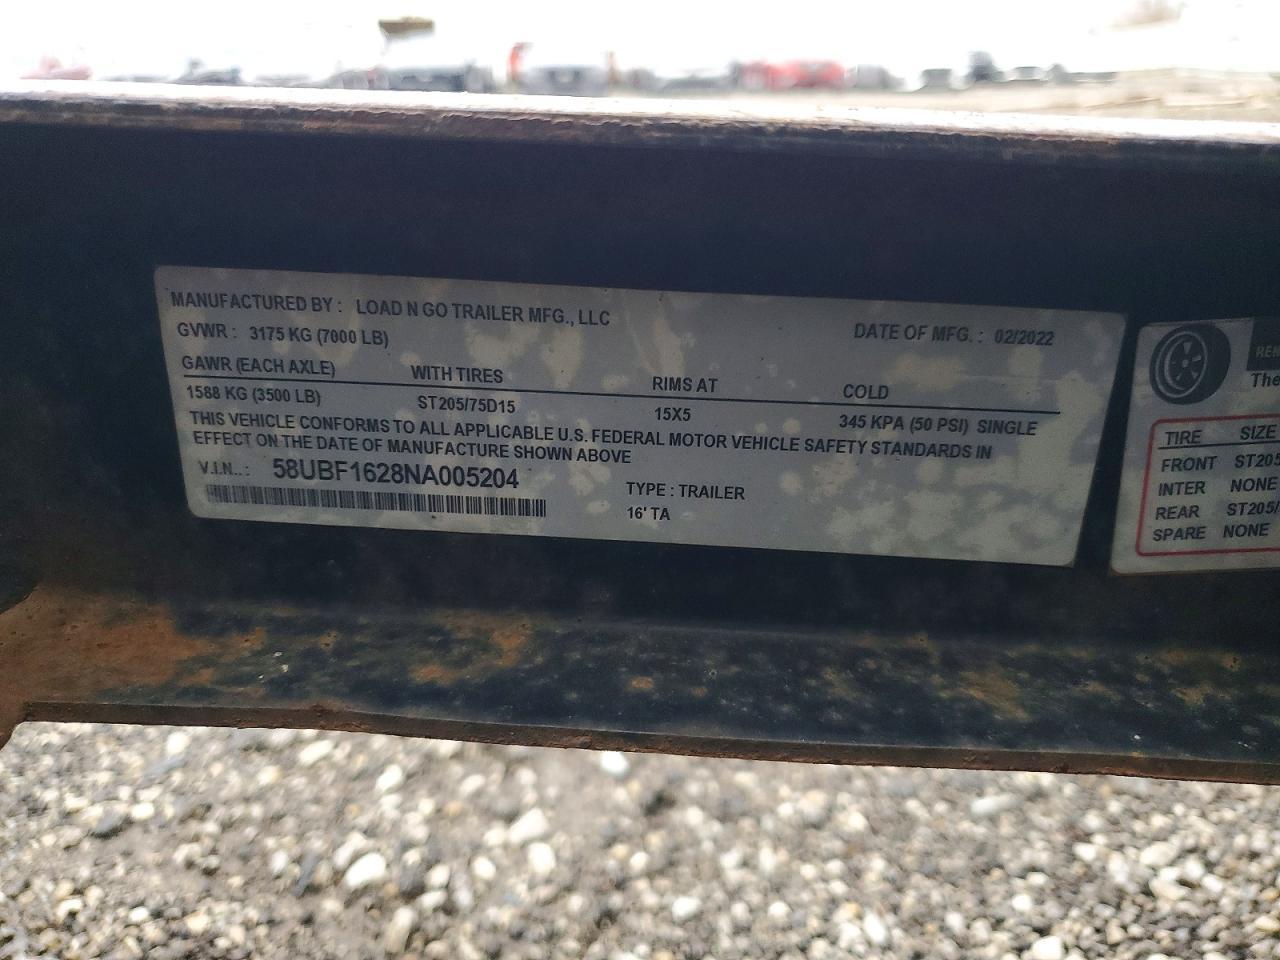 MANUFACTURED BY : LOAD N GO TRAILER MFG., LLC
GVWR : 3175 KG (7000 LB) DATE OF MFG. : 02/2022
GAWR (EACH AXLE) WITH TIRES RIMS AT COLD
1588 KG (3500 LB) ST205/75D15 15X5 345 KPA (50 PSI) SINGLE
THIS VEHICLE CONFORMS TO ALL APPLICABLE U.S. FEDERAL MOTOR VEHICLE SAFETY STANDARDS IN
EFFECT ON THE DATE OF MANUFACTURE SHOWN ABOVE
V.I.N..: 58UBF1628NA005204 TYPE : TRAILER
16' TA
The
TIRE SIZE
FRONT ST205
INTER NONE
REAR ST205/
SPARE NONE